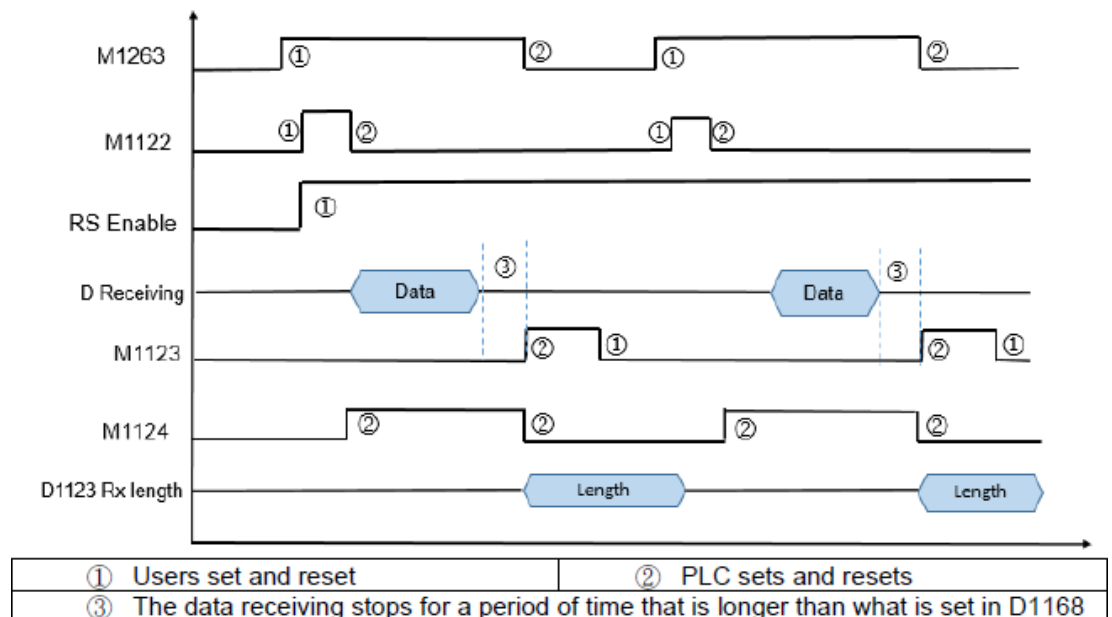 M1263 ① ② ① ②
M1122 ① ② ① ②
RS Enable ①
D Receiving Data ③ Data ③
M1123 ② ① ② ①
M1124 ② ② ② ②
D1123 Rx length Length Length
① Users set and reset ② PLC sets and resets
③ The data receiving stops for a period of time that is longer than what is set in D1168